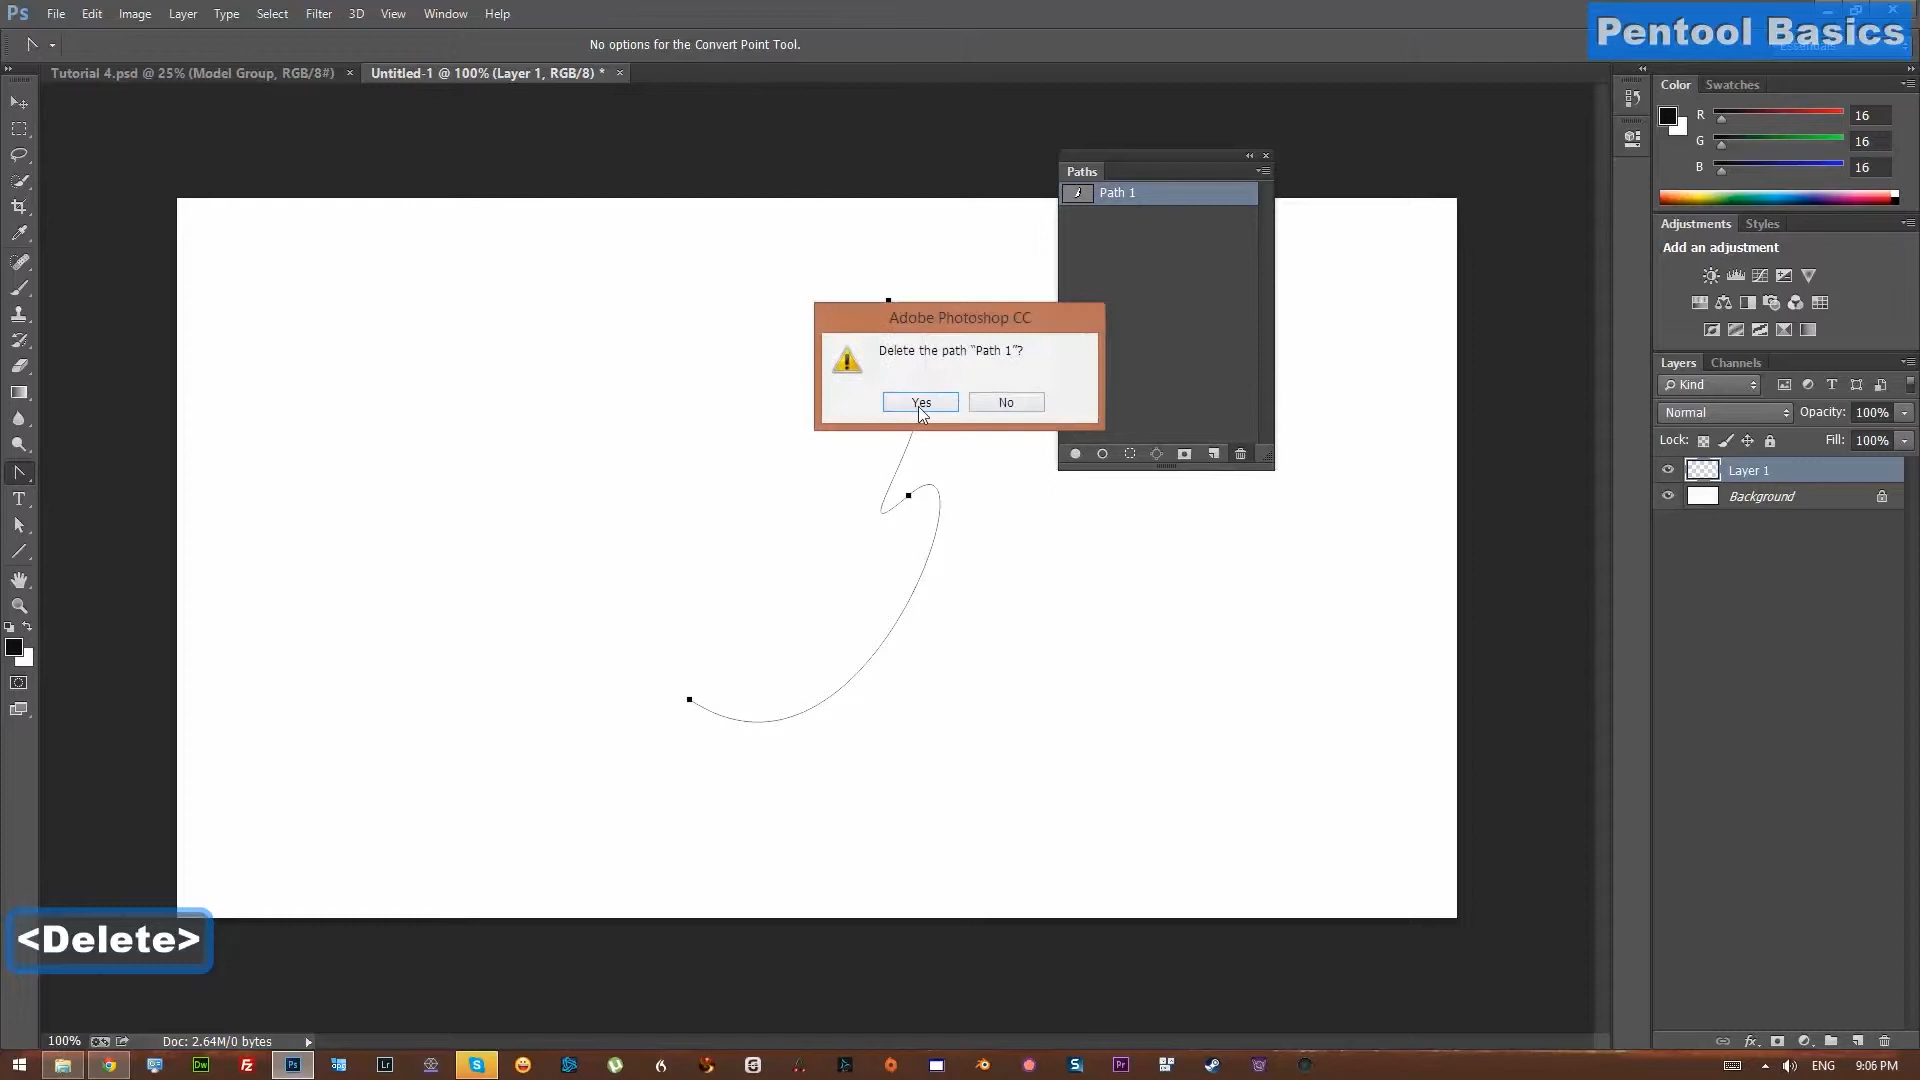 Ps File Edit Image Layer Type Select Filter 3D View Window Help
No options for the Convert Point Tool.
Pentool Basics
Tutorial 4.psd @ 25% (Model Group, RGB/8#) ×
Untitled-1 @ 100% (Layer 1, RGB/8) * ×
Color Swatches
R 16
G 16
B 16
Paths
Path 1
Adjustments Styles
Add an adjustment
Adobe Photoshop CC
Delete the path “Path 1”?
Yes No
Layers Channels
Kind
Normal Opacity: 100%
Lock: Fill: 100%
Layer 1
Background
<Delete>
100% Doc: 2.64M/0 bytes
ENG 9:06 PM